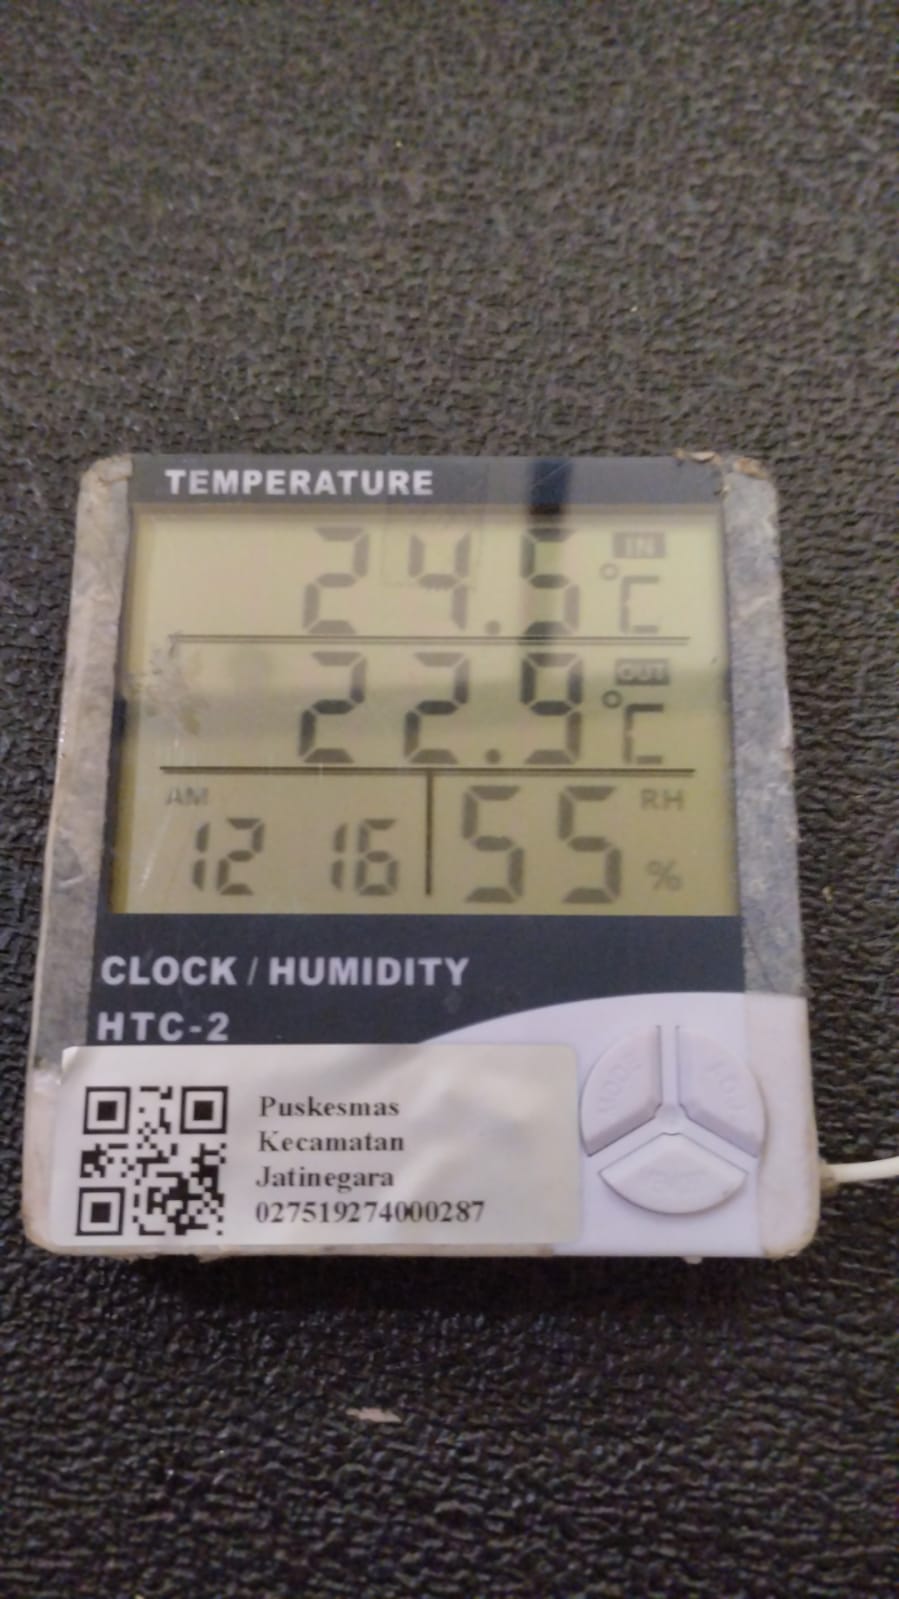 TEMPERATURE
24.5 °C IN
22.9 °C OUT
AM
12 16
55 % RH
CLOCK / HUMIDITY
HTC-2
Puskesmas
Kecamatan
Jatinegara
027519274000287